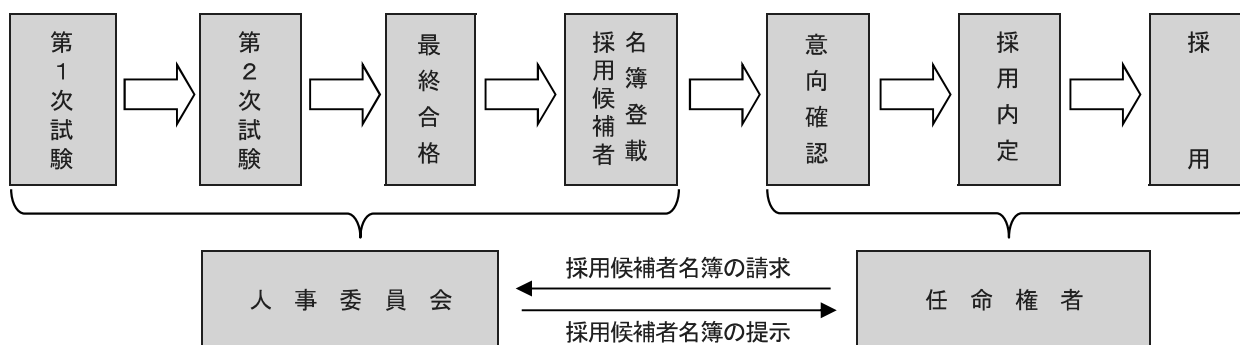 第1次試験
第2次試験
最終合格
採用候補者
名簿登載
意向確認
採用内定
採用
人事委員会
採用候補者名簿の請求
採用候補者名簿の提示
任命権者